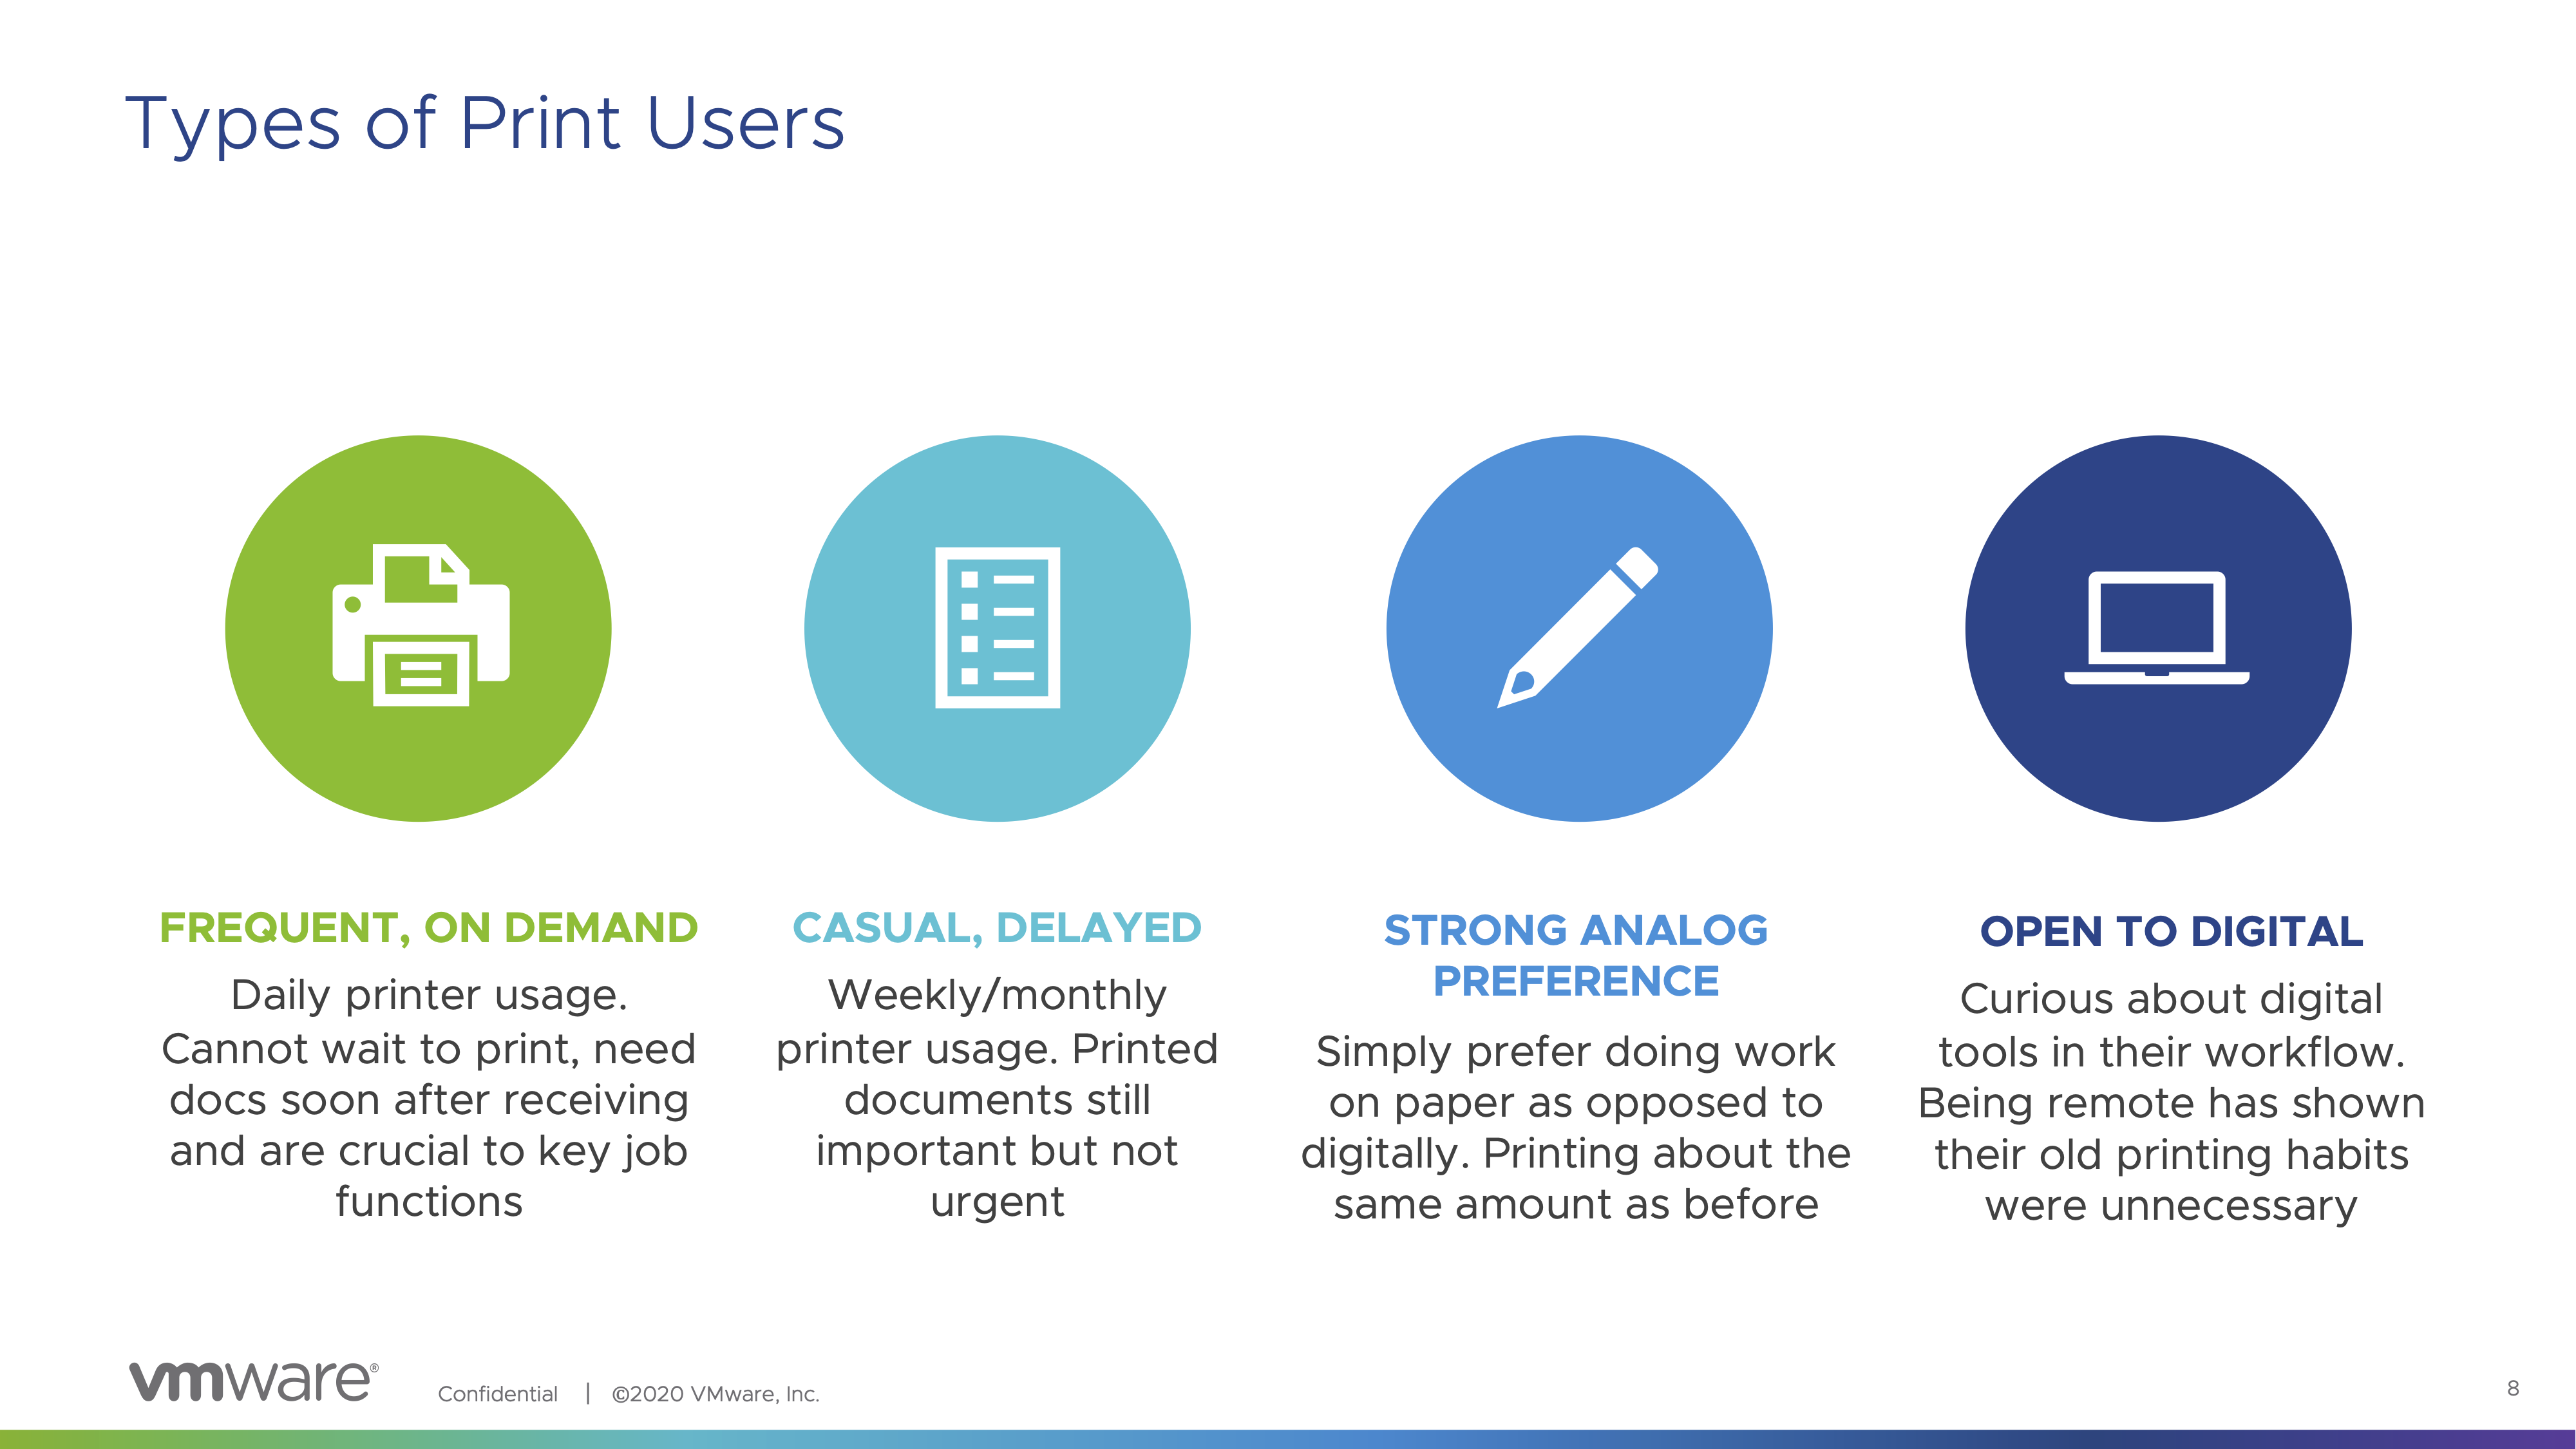 Types of Print Users
FREQUENT, ON DEMAND
Daily printer usage.
Cannot wait to print, need
docs soon after receiving
and are crucial to key job
functions
CASUAL, DELAYED
Weekly/monthly
printer usage. Printed
documents still
important but not
urgent
STRONG ANALOG
PREFERENCE
Simply prefer doing work
on paper as opposed to
digitally. Printing about the
same amount as before
OPEN TO DIGITAL
Curious about digital
tools in their workflow.
Being remote has shown
their old printing habits
were unnecessary
vmware®
Confidential | ©2020 VMware, Inc.
8